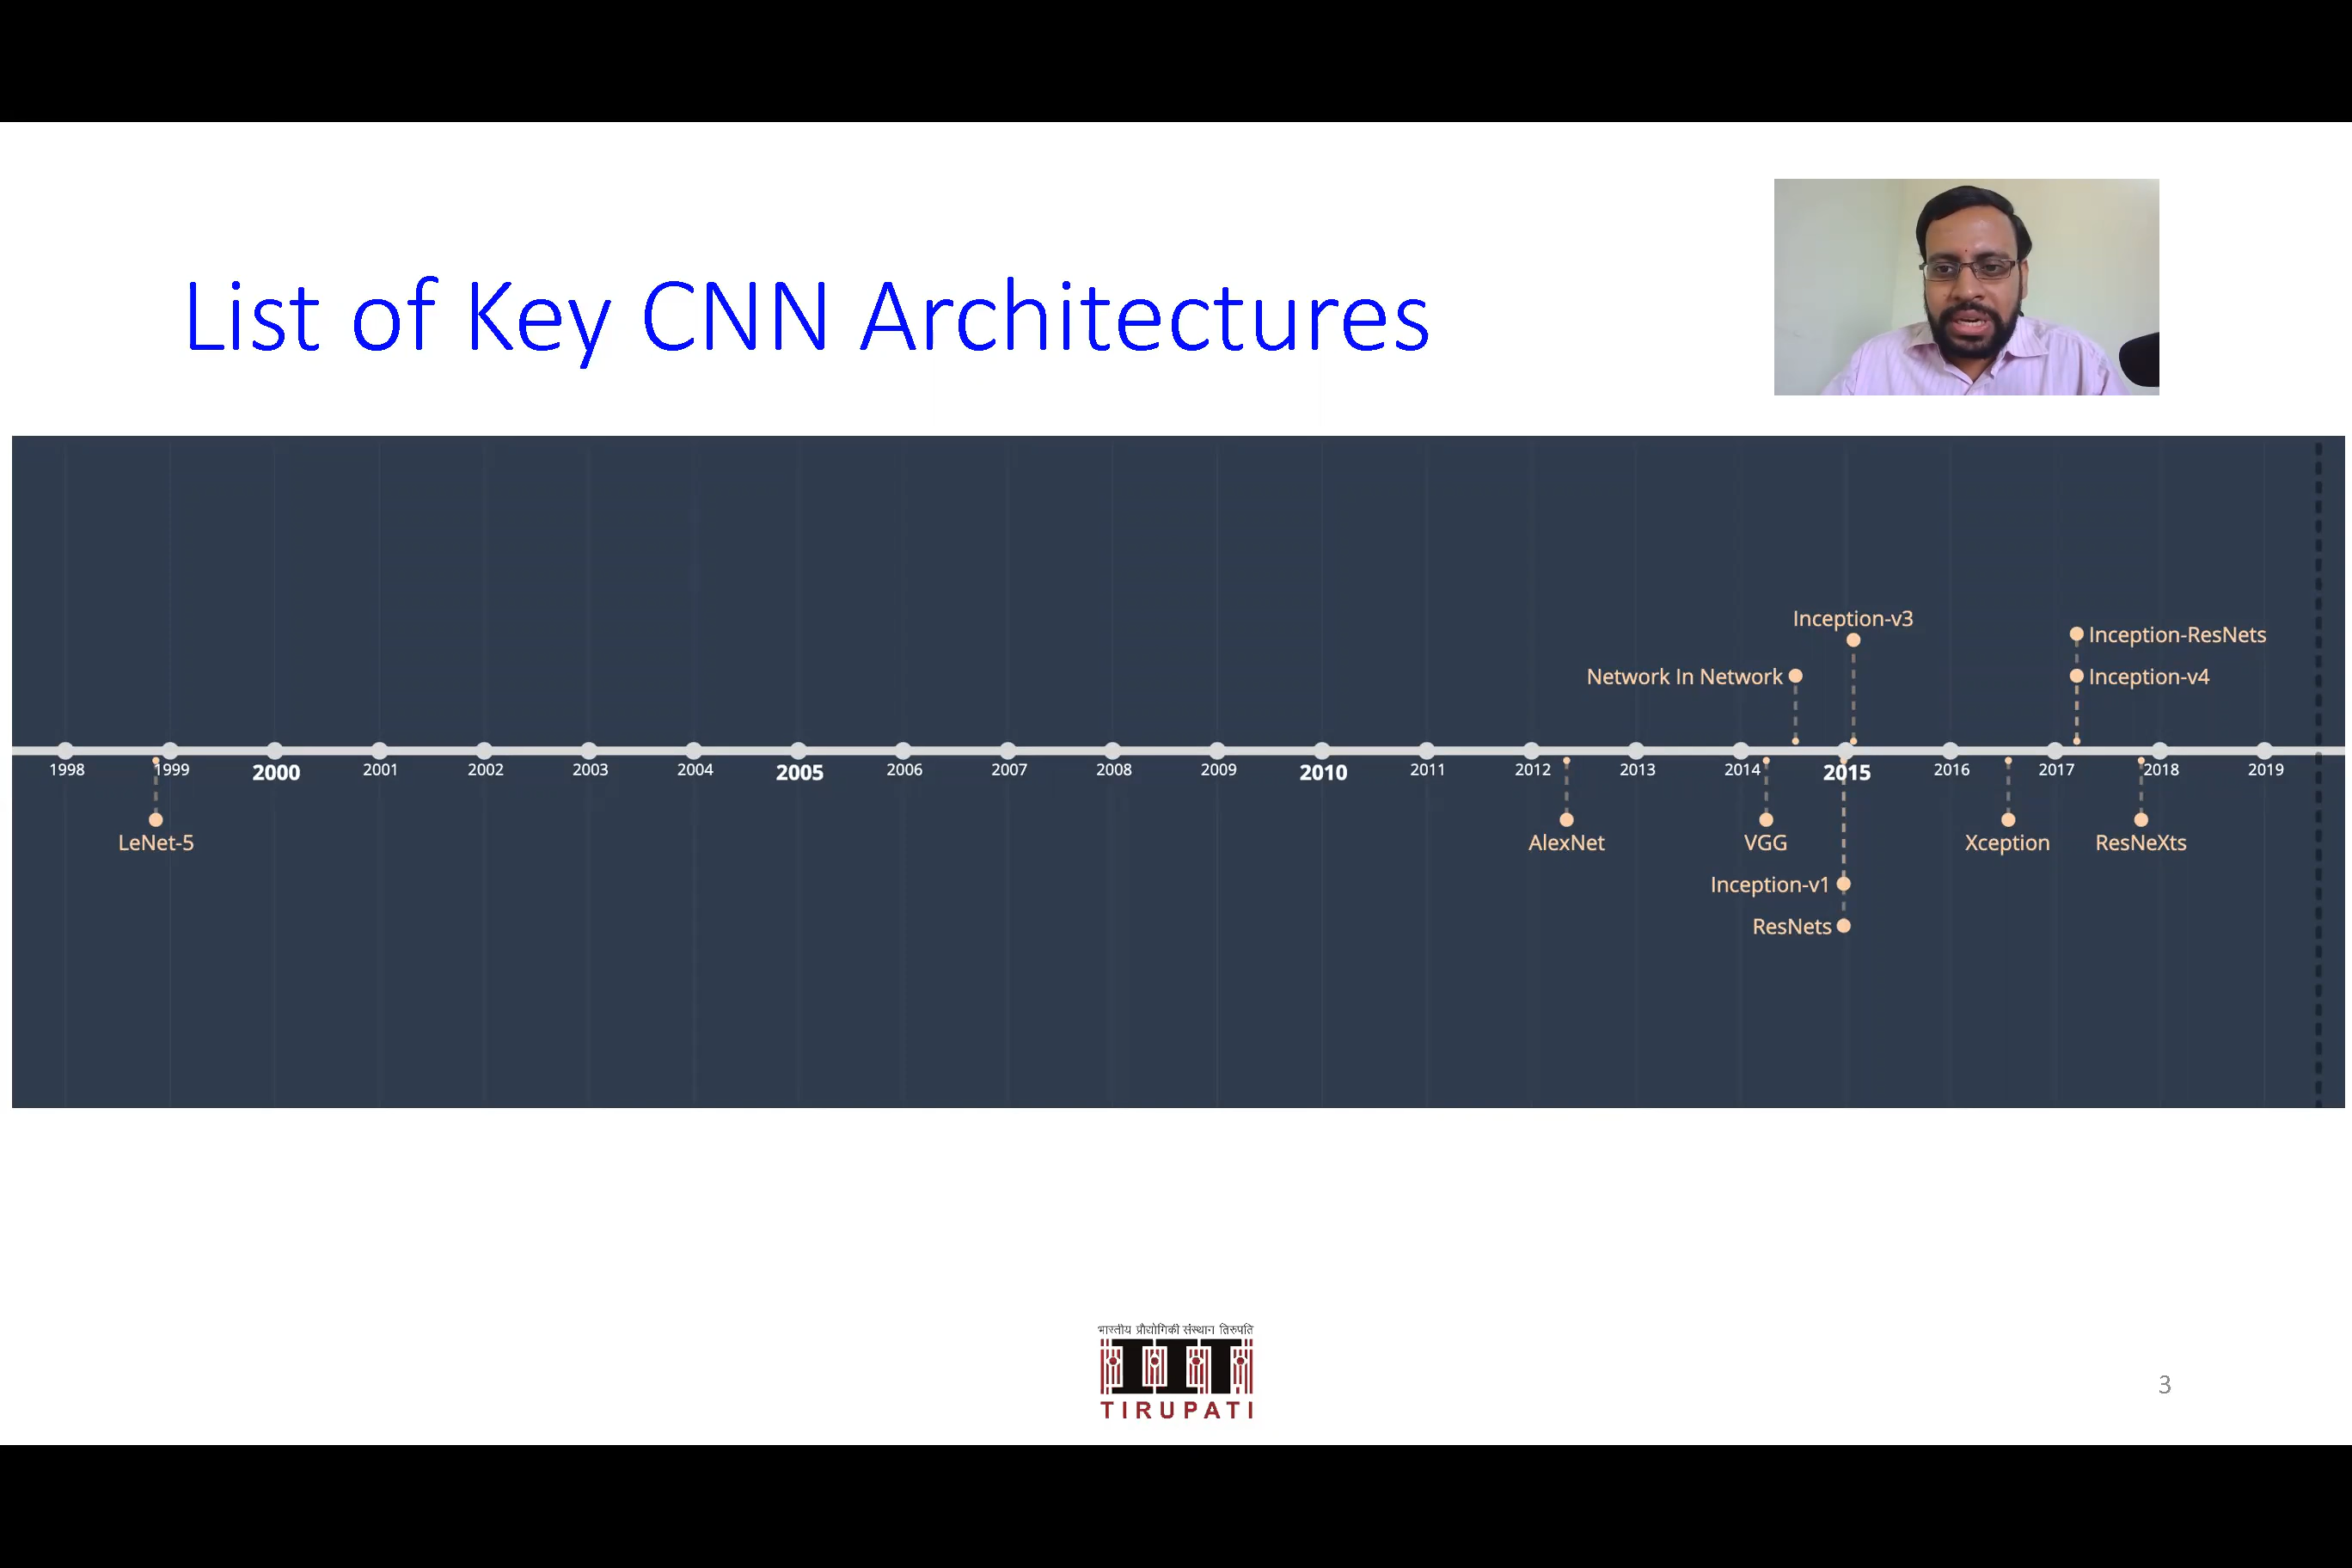 List of Key CNN Architectures
Inception-v3
Inception-ResNets
Network In Network
Inception-v4
1998 1999 2000 2001 2002 2003 2004 2005 2006 2007 2008 2009 2010 2011 2012 2013 2014 2015 2016 2017 2018 2019
LeNet-5 AlexNet VGG Xception ResNeXts
Inception-v1
ResNets
भारतीय प्रौद्योगिकी संस्थान तिरुपति
IIT
TIRUPATI
3